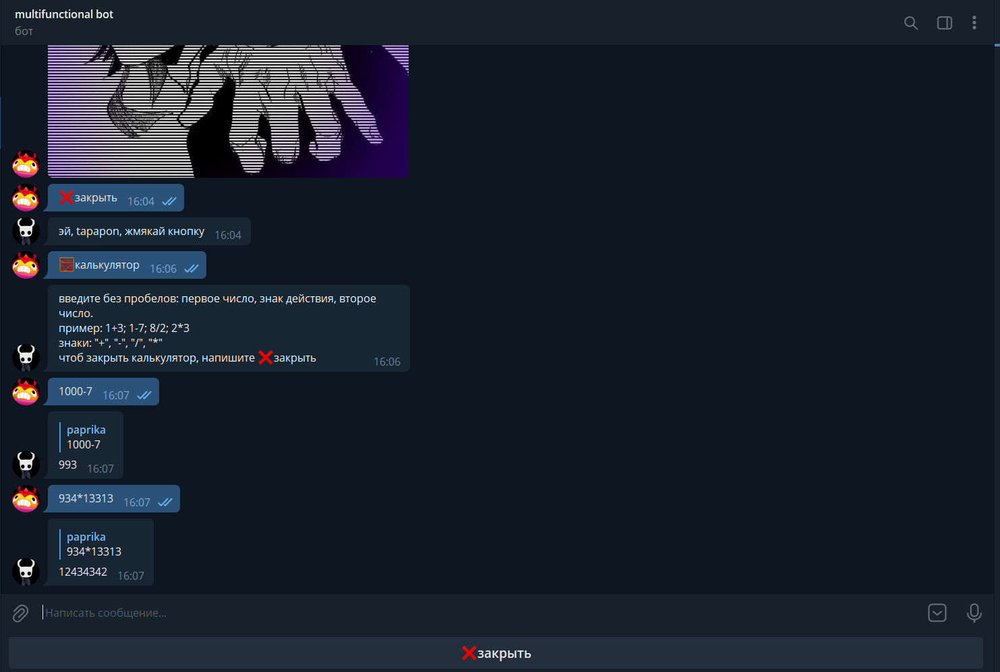 multifunctional bot
бот
❌закрыть 16:04
эй, tapapon, жмякай кнопку 16:04
🧮калькулятор 16:06
введите без пробелов: первое число, знак действия, второе
число.
пример: 1+3; 1-7; 8/2; 2*3
знаки: "+", "-", "/", "*"
чтоб закрыть калькулятор, напишите ❌закрыть 16:06
1000-7 16:07
paprika
1000-7
993 16:07
934*13313 16:07
paprika
934*13313
12434342 16:07
Написать сообщение...
❌закрыть